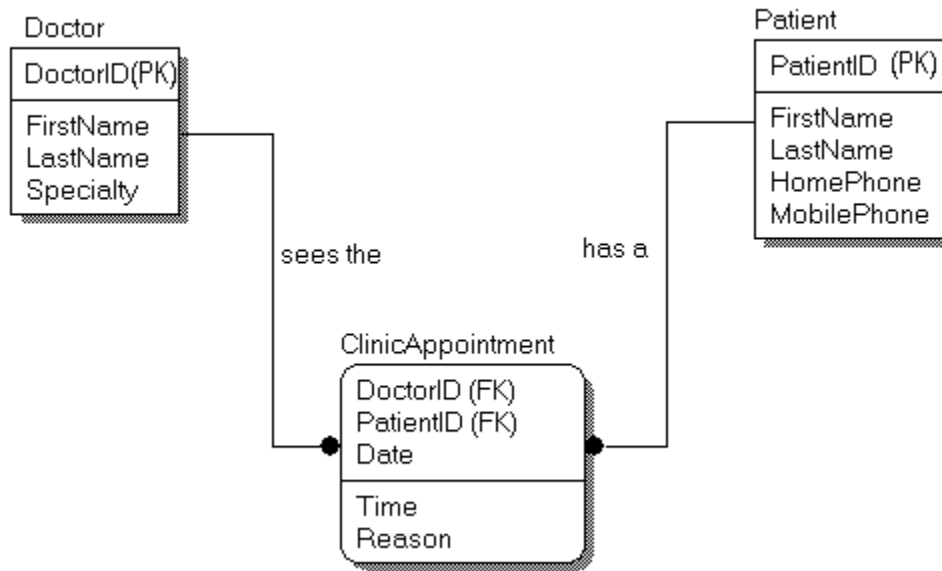 Doctor
DoctorID(PK)
FirstName
LastName
Specialty
Patient
PatientID (PK)
FirstName
LastName
HomePhone
MobilePhone
sees the
has a
ClinicAppointment
DoctorID (FK)
PatientID (FK)
Date
Time
Reason